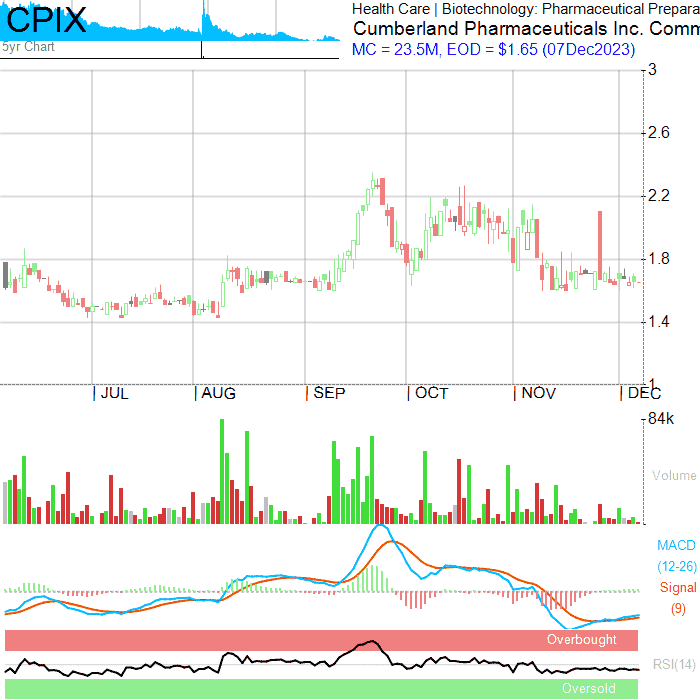 CPIX
5yr Chart
Health Care | Biotechnology: Pharmaceutical Prepara
Cumberland Pharmaceuticals Inc. Comm
MC = 23.5M, EOD = $1.65 (07Dec2023)
3
2.6
2.2
1.8
1.4
1
JUL AUG SEP OCT NOV DEC
84k
Volume
MACD
(12-26)
Signal
(9)
Overbought
RSI(14)
Oversold